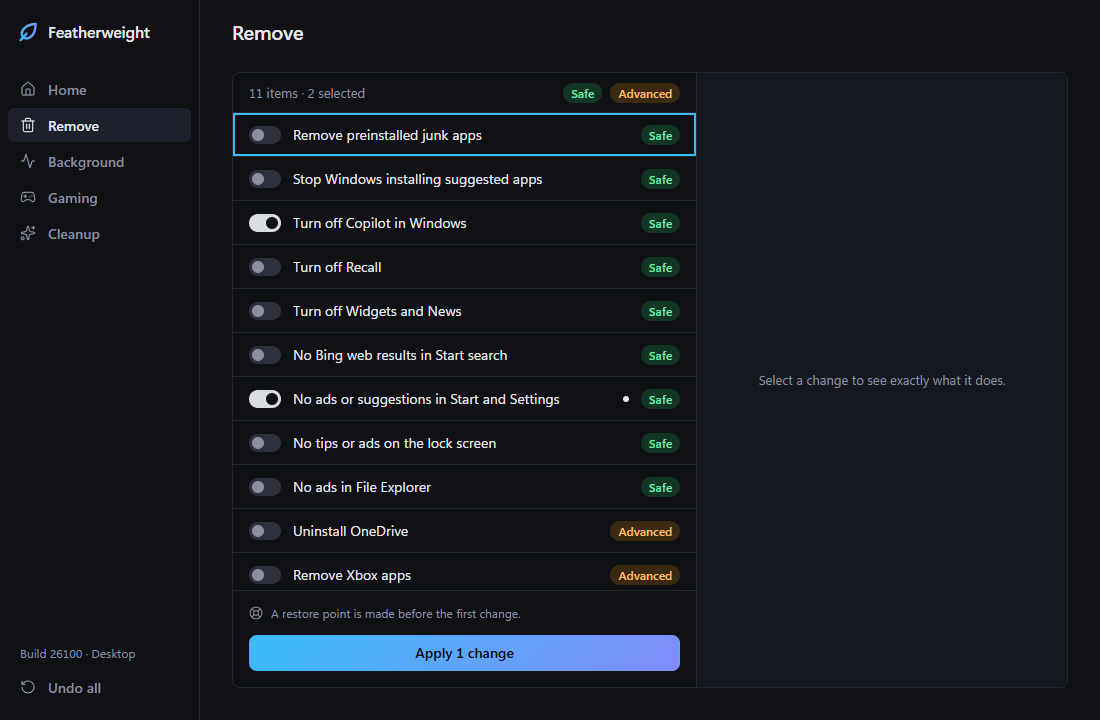 Featherweight
Home
Remove
Background
Gaming
Cleanup
Build 26100 · Desktop
Undo all
Remove
11 items · 2 selected Safe Advanced
Remove preinstalled junk apps Safe
Stop Windows installing suggested apps Safe
Turn off Copilot in Windows Safe
Turn off Recall Safe
Turn off Widgets and News Safe
No Bing web results in Start search Safe
No ads or suggestions in Start and Settings Safe
No tips or ads on the lock screen Safe
No ads in File Explorer Safe
Uninstall OneDrive Advanced
Remove Xbox apps Advanced
A restore point is made before the first change.
Apply 1 change
Select a change to see exactly what it does.